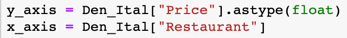 y_axis = Den_Ital["Price"].astype(float)
x_axis = Den_Ital["Restaurant"]